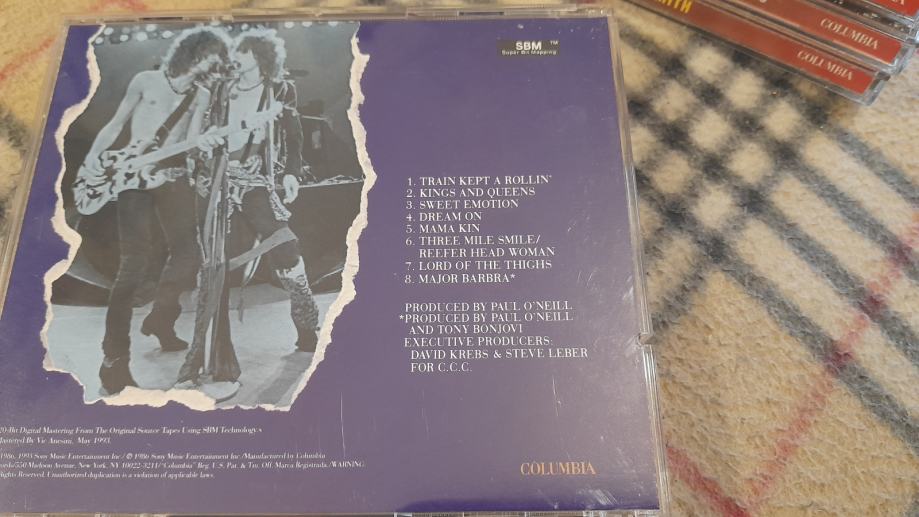 SBM ™
Super Bit Mapping
COLUMBIA
COLUMBIA
1. TRAIN KEPT A ROLLIN'
2. KINGS AND QUEENS
3. SWEET EMOTION
4. DREAM ON
5. MAMA KIN
6. THREE MILE SMILE/
REEFER HEAD WOMAN
7. LORD OF THE THIGHS
8. MAJOR BARBRA*
PRODUCED BY PAUL O'NEILL
*PRODUCED BY PAUL O'NEILL
AND TONY BONJOVI
EXECUTIVE PRODUCERS:
DAVID KREBS & STEVE LEBER
FOR C.C.C.
20-Bit Digital Mastering From The Original Source Tapes Using SBM Technology.
Mastered By Vic Anesini, May 1993.
1986, 1993 Sony Music Entertainment Inc./ ℗ 1986 Sony Music Entertainment Inc./Manufactured by Columbia
550 Madison Avenue, New York, NY 10022-3211/"Columbia" Reg. U.S. Pat. & Tm. Off. Marca Registrada./WARNING:
Rights Reserved. Unauthorized duplication is a violation of applicable laws.
COLUMBIA